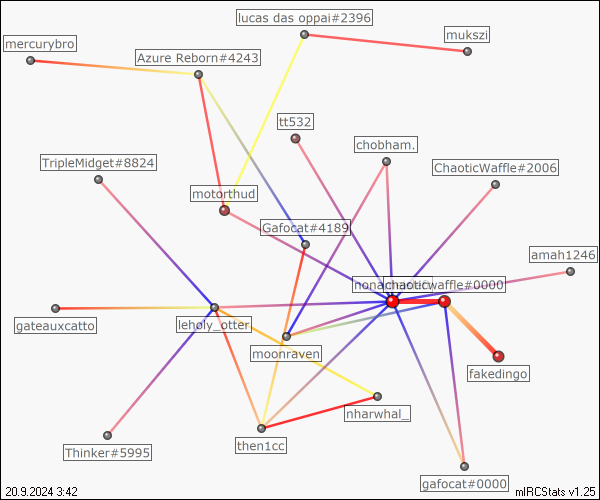 lucas das oppai#2396
mukszi
mercurybro
Azure Reborn#4243
tt532
chobham.
TripleMidget#8824
ChaoticWaffle#2006
motorthud
Gafocat#4189
amah1246
chaoticwaffle#0000
gateauxcatto
leholy_otter
moonraven
fakedingo
nharwhal_
then1cc
Thinker#5995
gafocat#0000
20.9.2024 3:42
mIRCStats v1.25